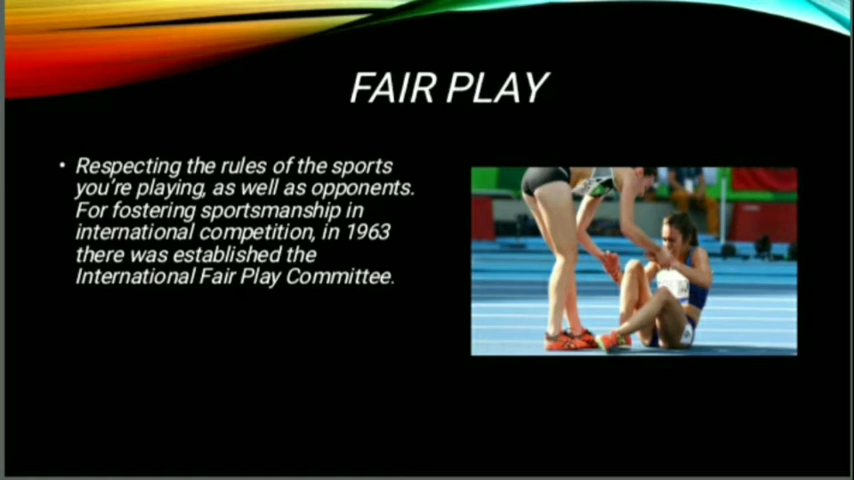 FAIR PLAY
• Respecting the rules of the sports
you're playing, as well as opponents.
For fostering sportsmanship in
international competition, in 1963
there was established the
International Fair Play Committee.